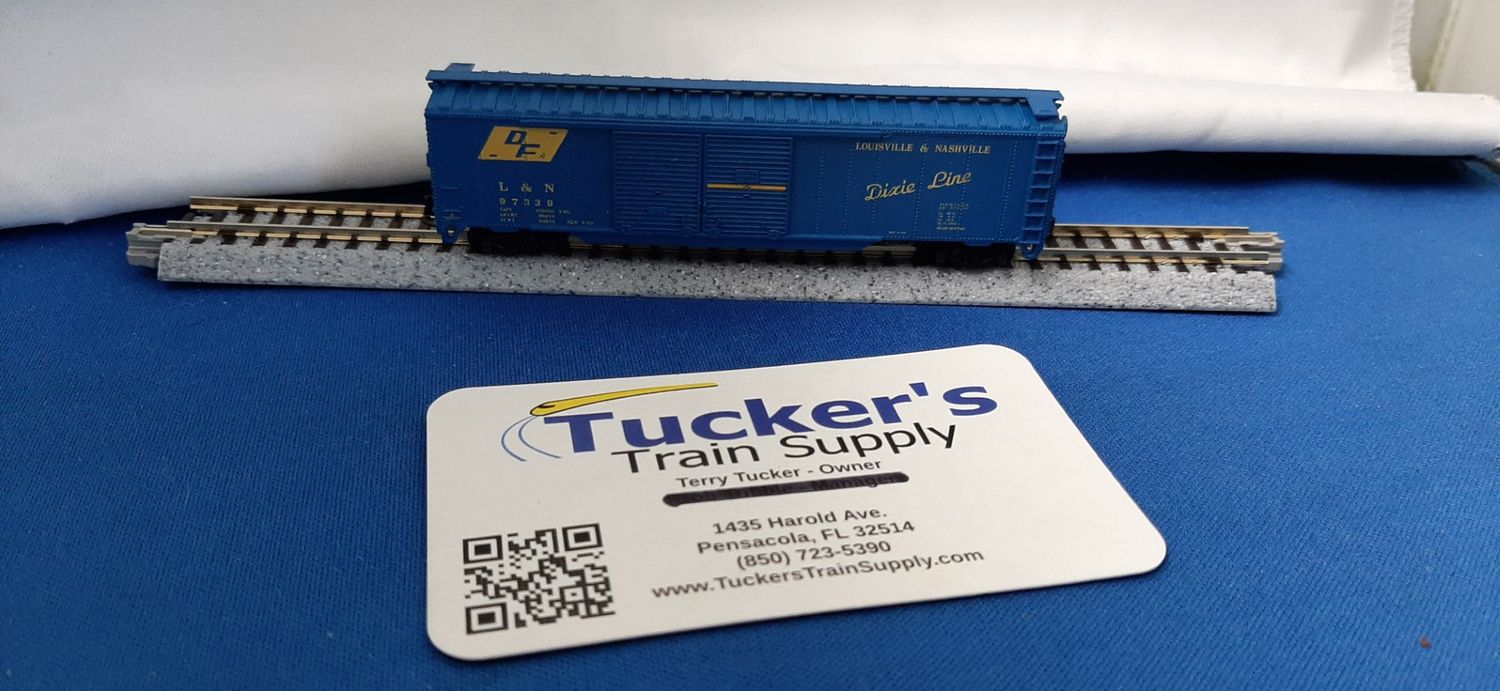 DF
L & N
97339
LOUISVILLE & NASHVILLE
Dixie Line
Tucker's
Train Supply
Terry Tucker - Owner
Manager
1435 Harold Ave.
Pensacola, FL 32514
(850) 723-5390
www.TuckersTrainSupply.com